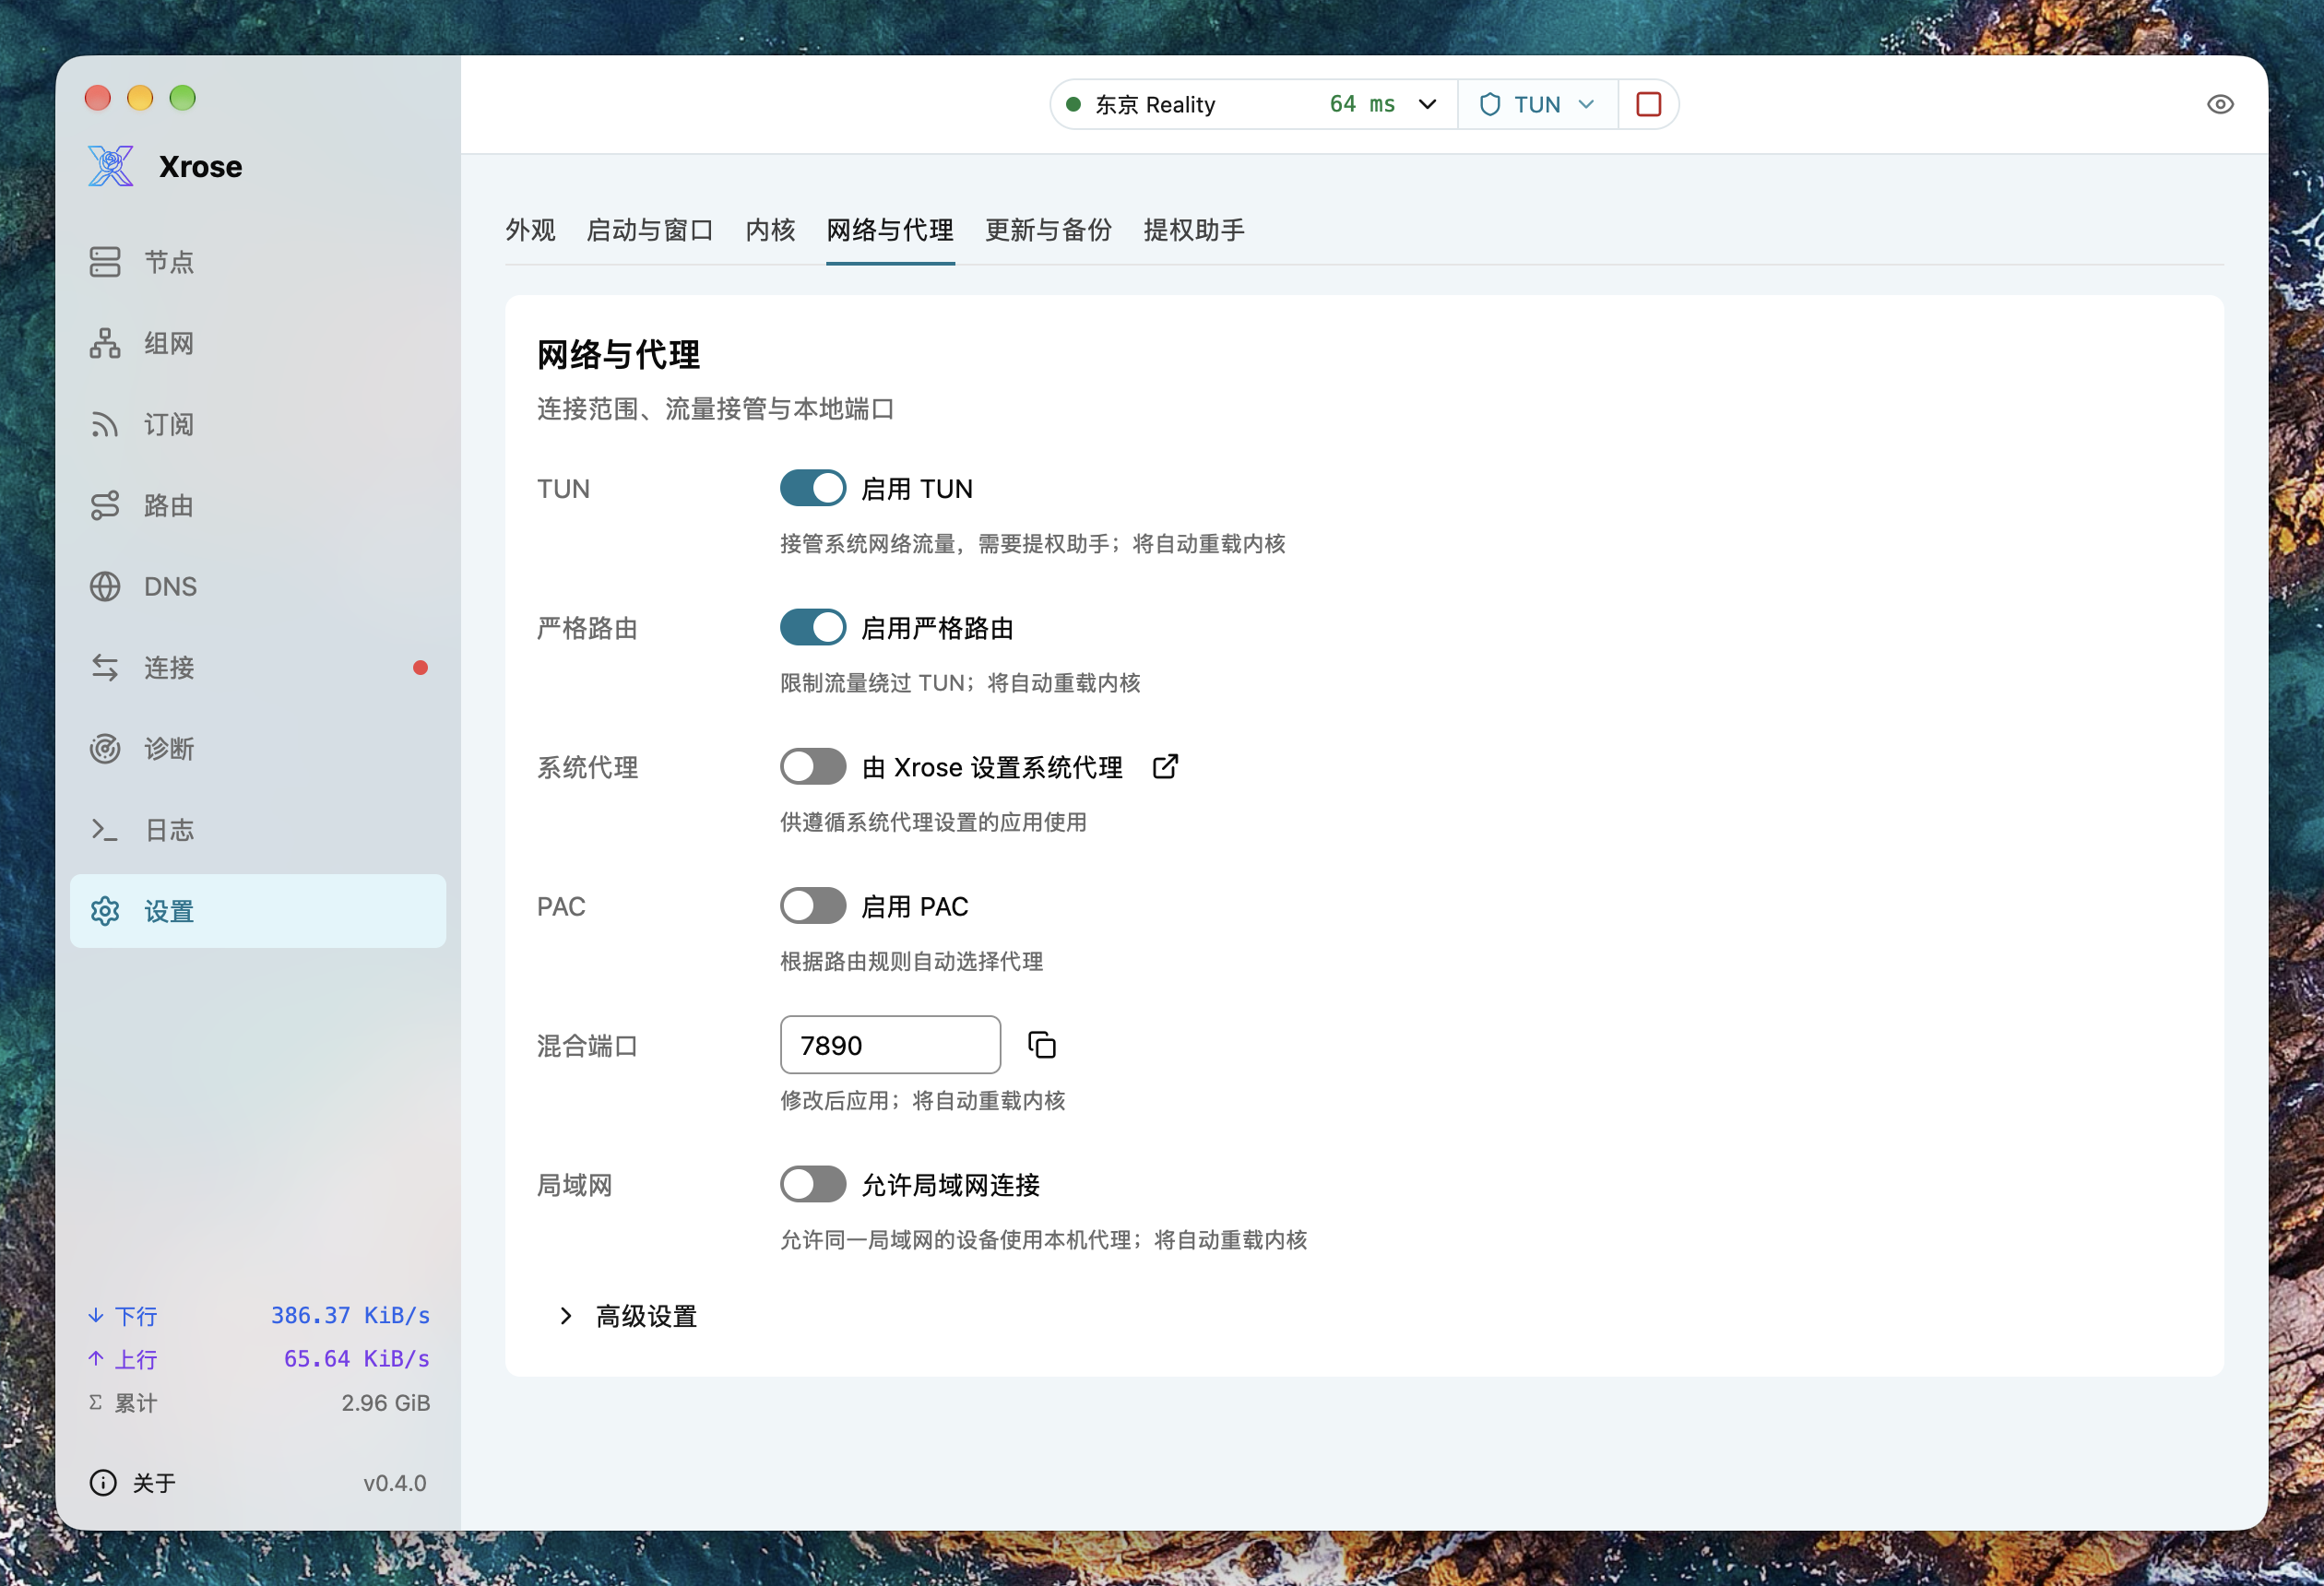 东京 Reality 64 ms TUN
Xrose
节点
组网
订阅
路由
DNS
连接
诊断
日志
设置
下行 386.37 KiB/s
上行 65.64 KiB/s
Σ 累计 2.96 GiB
关于 v0.4.0
外观 启动与窗口 内核 网络与代理 更新与备份 提权助手
网络与代理
连接范围、流量接管与本地端口
TUN 启用 TUN
接管系统网络流量，需要提权助手；将自动重载内核
严格路由 启用严格路由
限制流量绕过 TUN；将自动重载内核
系统代理 由 Xrose 设置系统代理
供遵循系统代理设置的应用使用
PAC 启用 PAC
根据路由规则自动选择代理
混合端口 7890
修改后应用；将自动重载内核
局域网 允许局域网连接
允许同一局域网的设备使用本机代理；将自动重载内核
高级设置